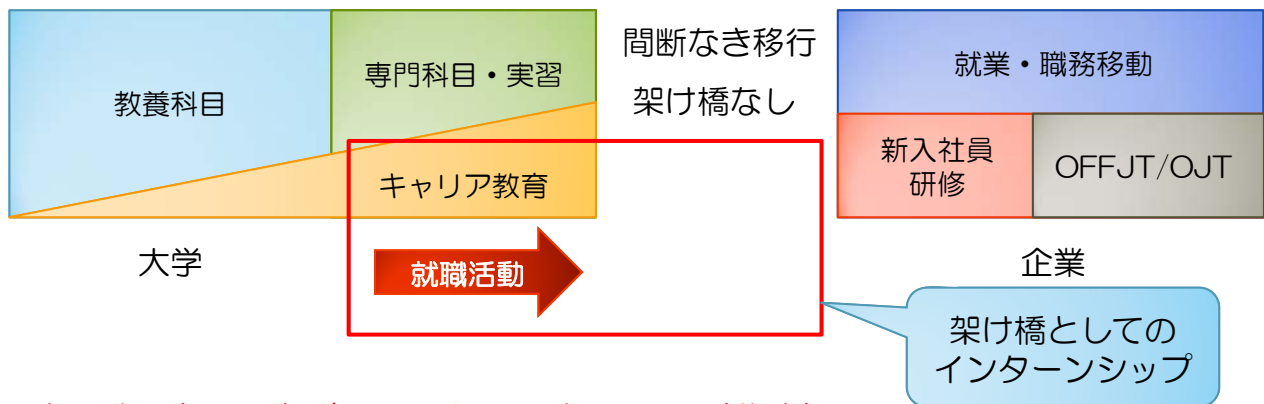 教養科目
専門科目・実習
キャリア教育
間断なき移行
架け橋なし
就業・職務移動
新入社員
研修
OFFJT/OJT
大学
就職活動
企業
架け橋としての
インターンシップ